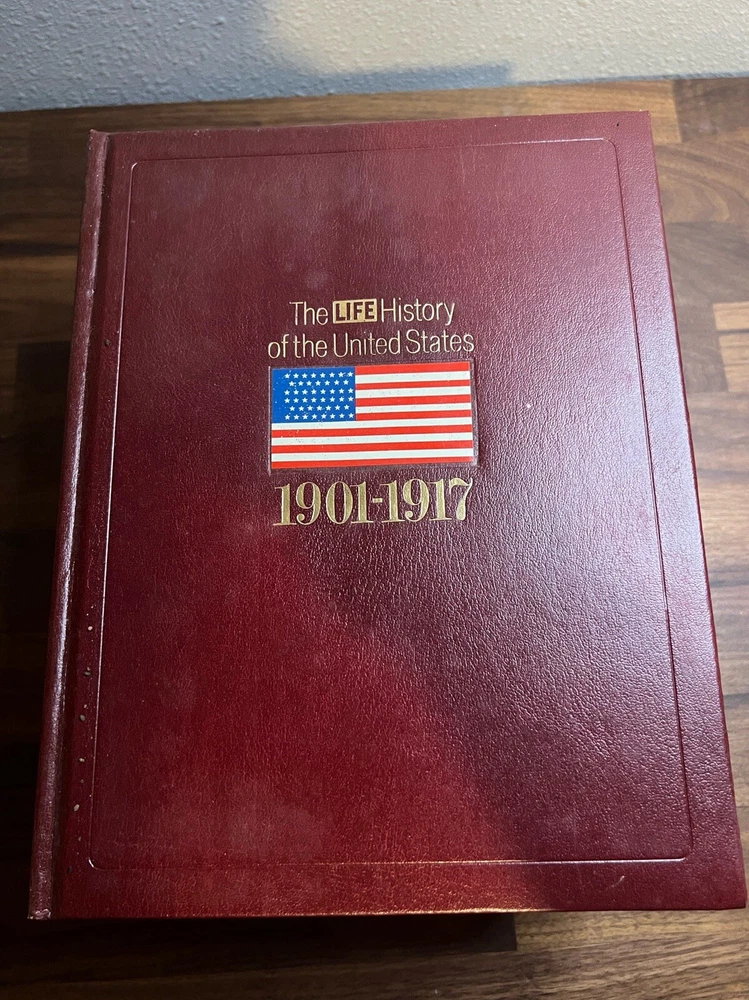 The LIFE History
of the United States
1901-1917